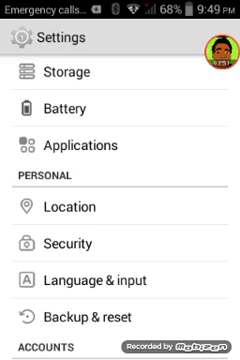 Emergency calls... 68% 9:49 PM
Settings
Storage
Battery
Applications
PERSONAL
Location
Security
A Language & input
Backup & reset
Recorded by Mobizen
ACCOUNTS